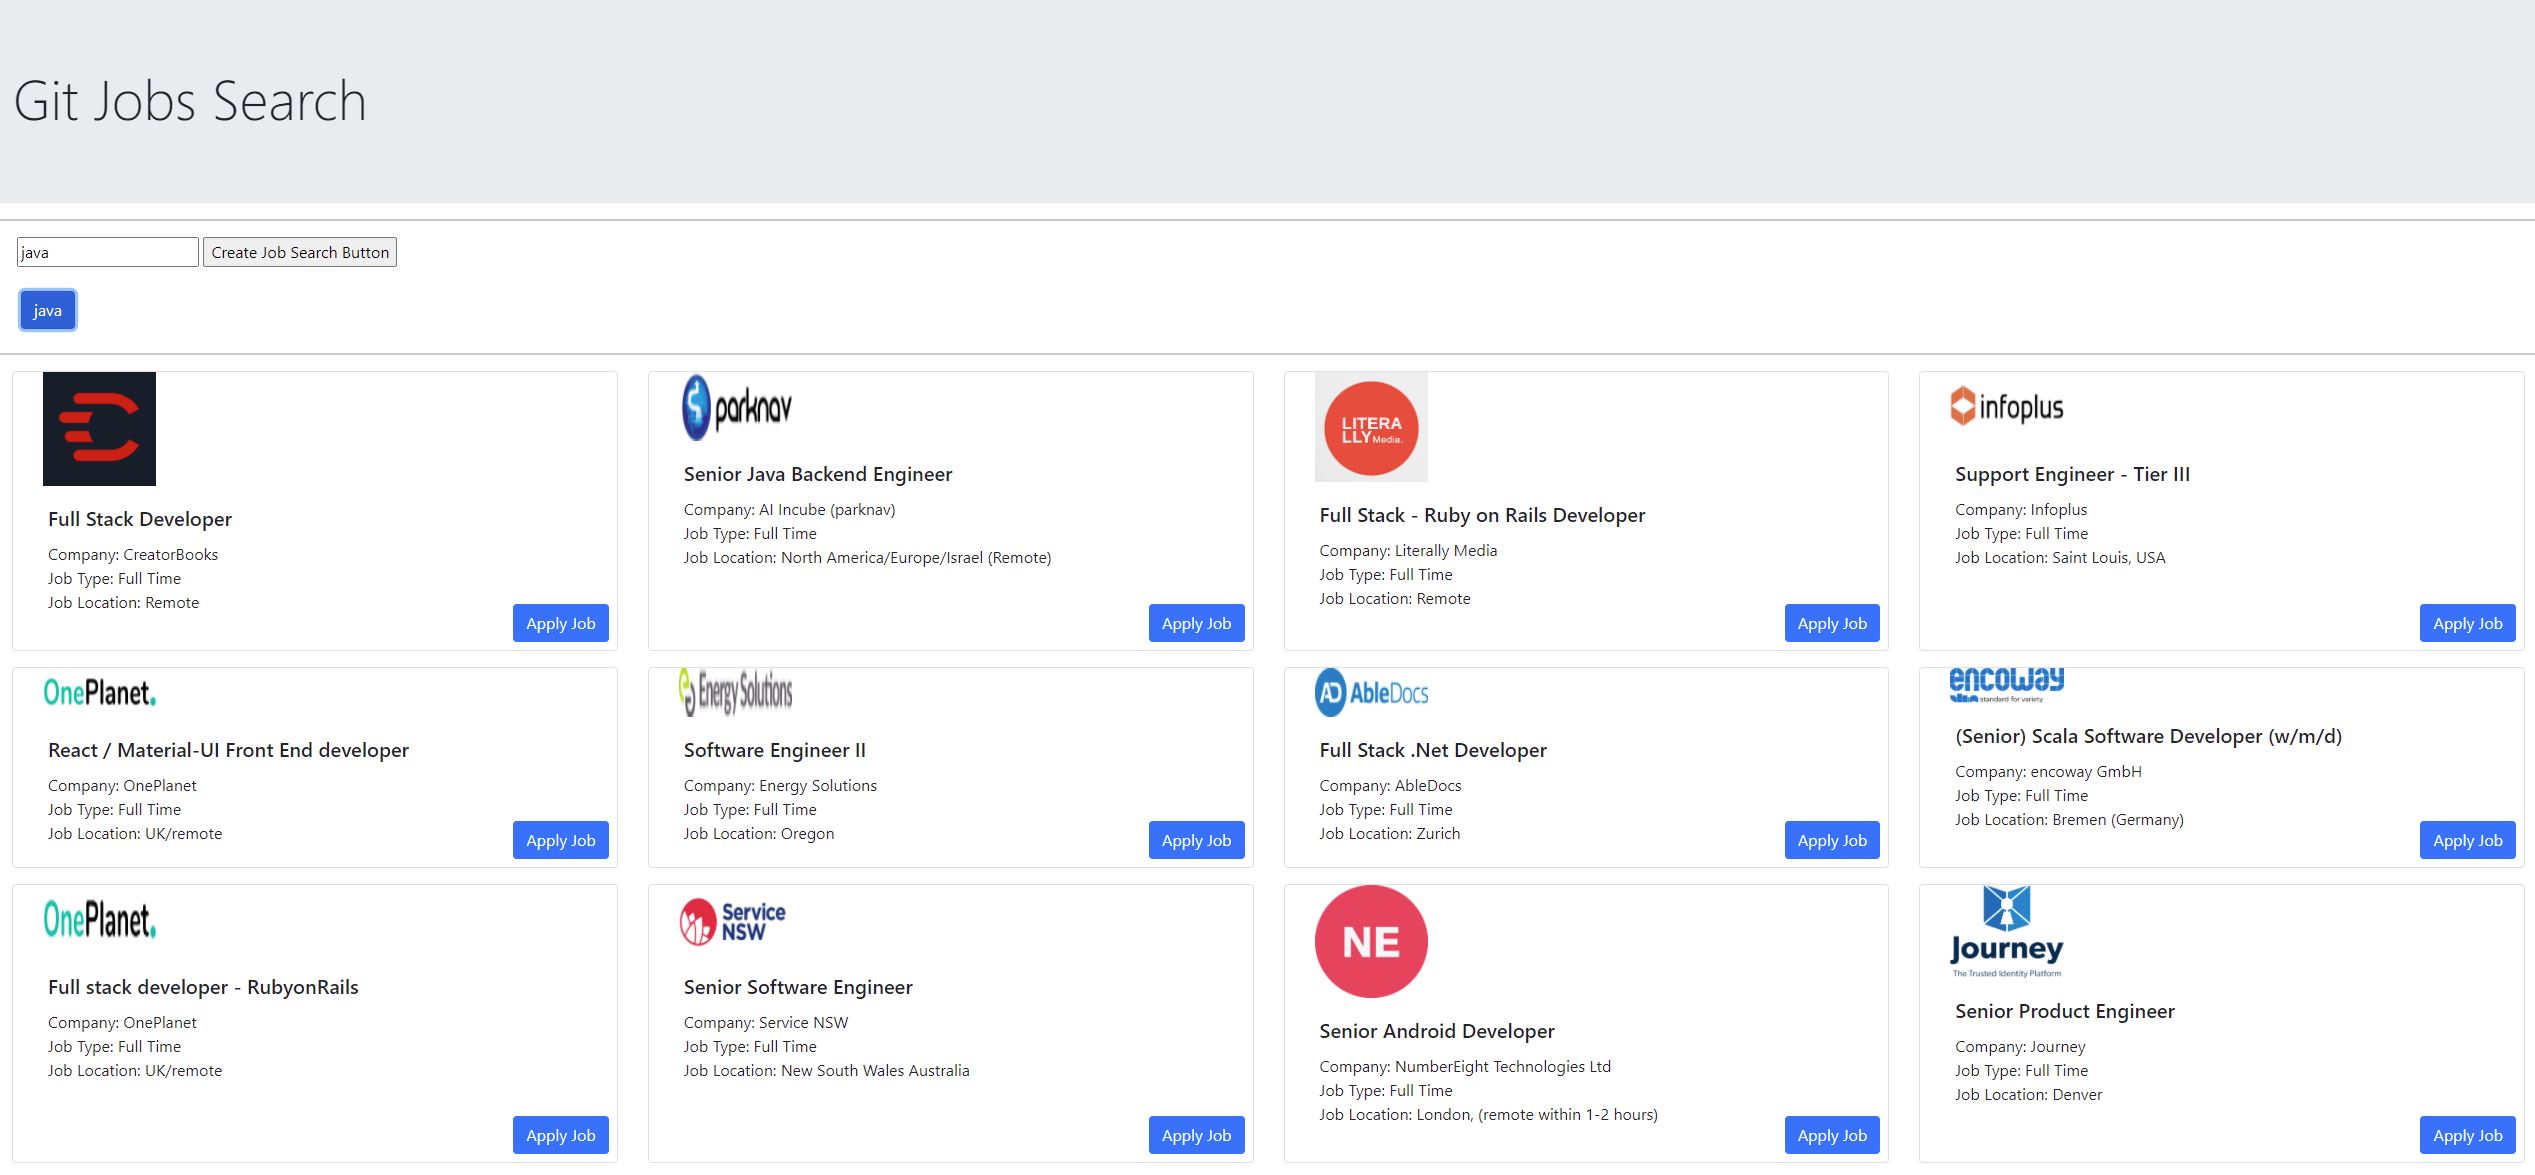 Git Jobs Search
java
Create Job Search Button
java
Full Stack Developer
Company: CreatorBooks
Job Type: Full Time
Job Location: Remote
Apply Job
parknav
Senior Java Backend Engineer
Company: AI Incube (parknav)
Job Type: Full Time
Job Location: North America/Europe/Israel (Remote)
Apply Job
LITERA
LLY Media.
Full Stack - Ruby on Rails Developer
Company: Literally Media
Job Type: Full Time
Job Location: Remote
Apply Job
infoplus
Support Engineer - Tier III
Company: Infoplus
Job Type: Full Time
Job Location: Saint Louis, USA
Apply Job
OnePlanet.
React / Material-UI Front End developer
Company: OnePlanet
Job Type: Full Time
Job Location: UK/remote
Apply Job
Energy Solutions
Software Engineer II
Company: Energy Solutions
Job Type: Full Time
Job Location: Oregon
Apply Job
AD AbleDocs
Full Stack .Net Developer
Company: AbleDocs
Job Type: Full Time
Job Location: Zurich
Apply Job
encoway
standard for variety
(Senior) Scala Software Developer (w/m/d)
Company: encoway GmbH
Job Type: Full Time
Job Location: Bremen (Germany)
Apply Job
OnePlanet.
Full stack developer - RubyonRails
Company: OnePlanet
Job Type: Full Time
Job Location: UK/remote
Apply Job
Service
NSW
Senior Software Engineer
Company: Service NSW
Job Type: Full Time
Job Location: New South Wales Australia
Apply Job
NE
Senior Android Developer
Company: NumberEight Technologies Ltd
Job Type: Full Time
Job Location: London, (remote within 1-2 hours)
Apply Job
Journey
The Trusted Identity Platform
Senior Product Engineer
Company: Journey
Job Type: Full Time
Job Location: Denver
Apply Job